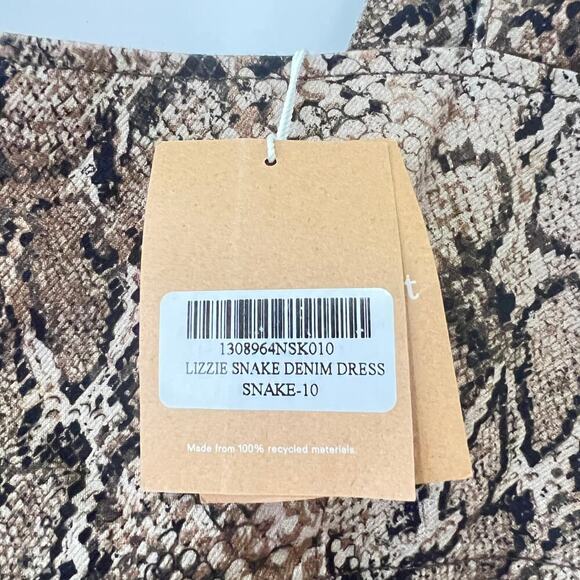 1308964NSK010
LIZZIE SNAKE DENIM DRESS
SNAKE-10
Made from 100% recycled materials.
t